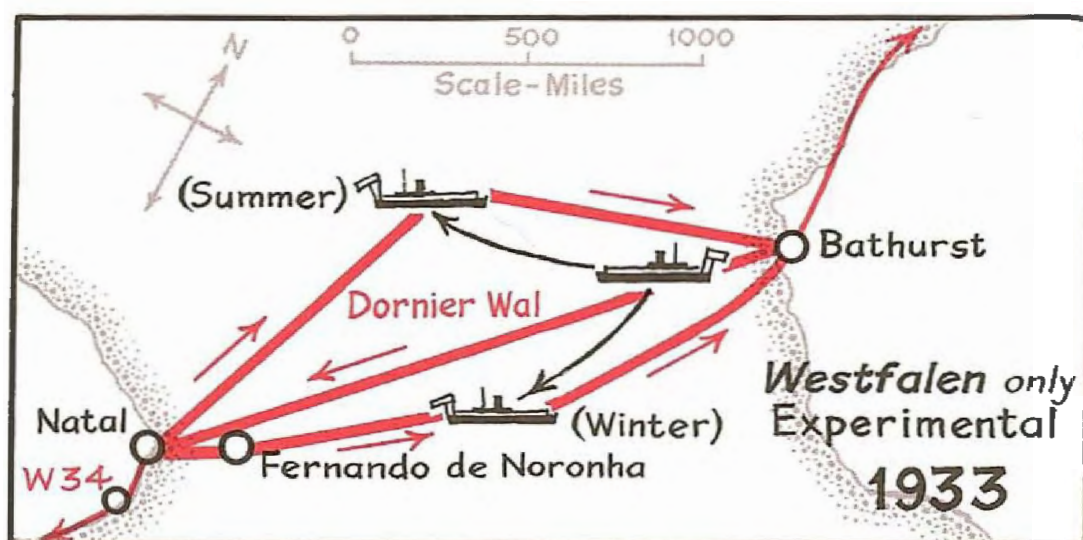 N
0 500 1000
Scale-Miles
(Summer)
Bathurst
Dornier Wal
Westfalen only
Experimental
1933
Natal
(Winter)
Fernando de Noronha
W34